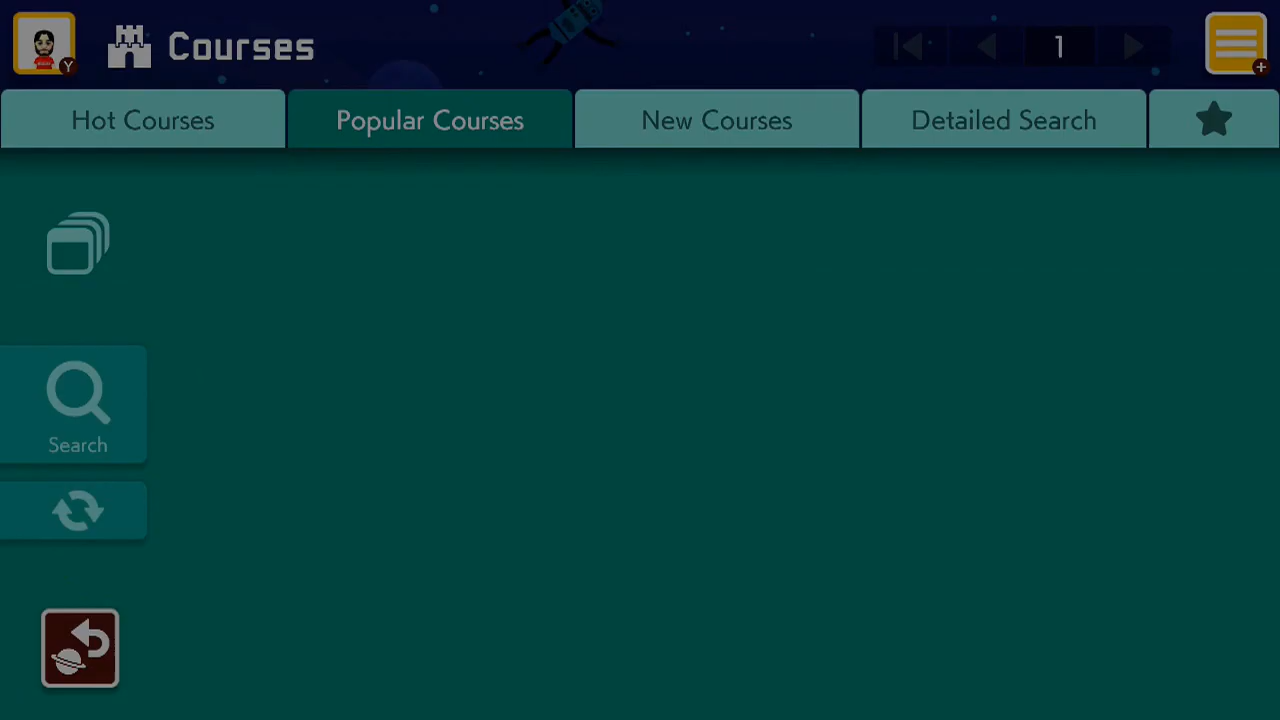 Y
Courses
1
+
Hot Courses
Popular Courses
New Courses
Detailed Search
Search